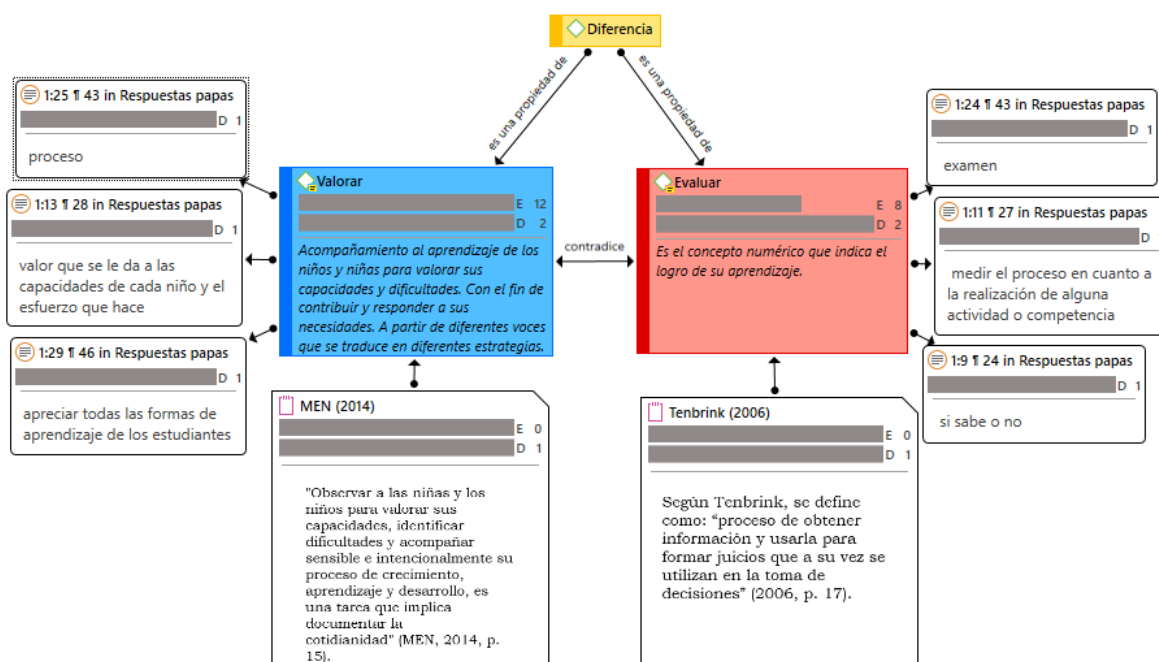 Diferencia
es una propiedad de
es una propiedad de
1:25 ¶ 43 in Respuestas papas
D 1
proceso
1:13 ¶ 28 in Respuestas papas
D 1
valor que se le da a las
capacidades de cada niño y el
esfuerzo que hace
1:29 ¶ 46 in Respuestas papas
D 1
apreciar todas las formas de
aprendizaje de los estudiantes
Valorar
E 12
D 2
Acompañamiento al aprendizaje de los
niños y niñas para valorar sus
capacidades y dificultades. Con el fin de
contribuir y responder a sus
necesidades. A partir de diferentes voces
que se traduce en diferentes estrategias.
contradice
Evaluar
E 8
D 2
Es el concepto numérico que indica el
logro de su aprendizaje.
1:24 ¶ 43 in Respuestas papas
D 1
examen
1:11 ¶ 27 in Respuestas papas
D
medir el proceso en cuanto a
la realización de alguna
actividad o competencia
1:9 ¶ 24 in Respuestas papas
D 1
si sabe o no
MEN (2014)
E 0
D 1
"Observar a las niñas y los
niños para valorar sus
capacidades, identificar
dificultades y acompañar
sensible e intencionalmente su
proceso de crecimiento,
aprendizaje y desarrollo, es
una tarea que implica
documentar la
cotidianidad" (MEN, 2014, p.
15).
Tenbrink (2006)
E 0
D 1
Según Tenbrink, se define
como: “proceso de obtener
información y usarla para
formar juicios que a su vez se
utilizan en la toma de
decisiones” (2006, p. 17).